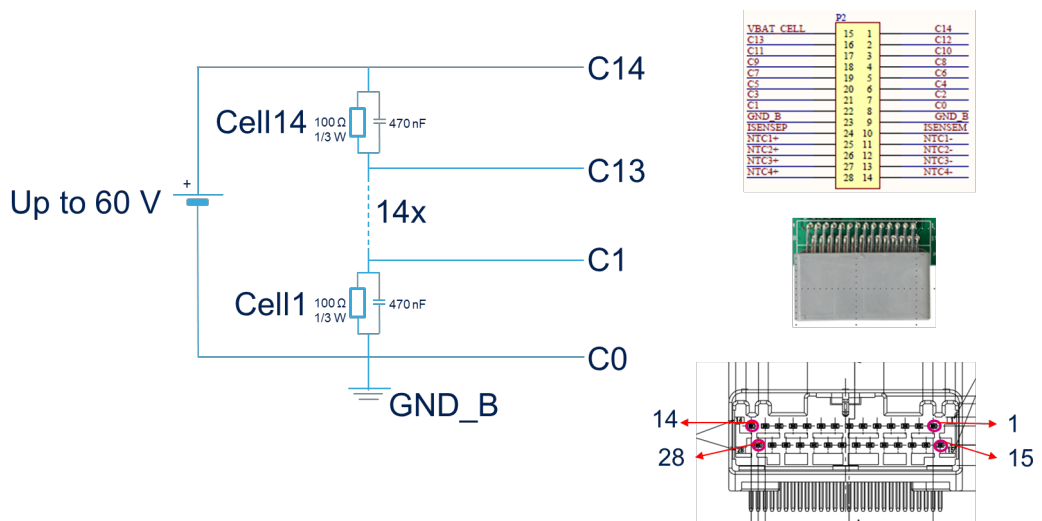 Up to 60 V
+
Cell14
100 Ω
1/3 W
470 nF
C14
C13
14x
C1
Cell1
100 Ω
1/3 W
470 nF
C0
GND_B
P2
VBAT_CELL 15 1 C14
C13 16 2 C12
C11 17 3 C10
C9 18 4 C8
C7 19 5 C6
C5 20 6 C4
C3 21 7 C2
C1 22 8 C0
GND_B 23 9 GND_B
ISENSEP 24 10 ISENSEM
NTC1+ 25 11 NTC1-
NTC2+ 26 12 NTC2-
NTC3+ 27 13 NTC3-
NTC4+ 28 14 NTC4-
14
1
28
15